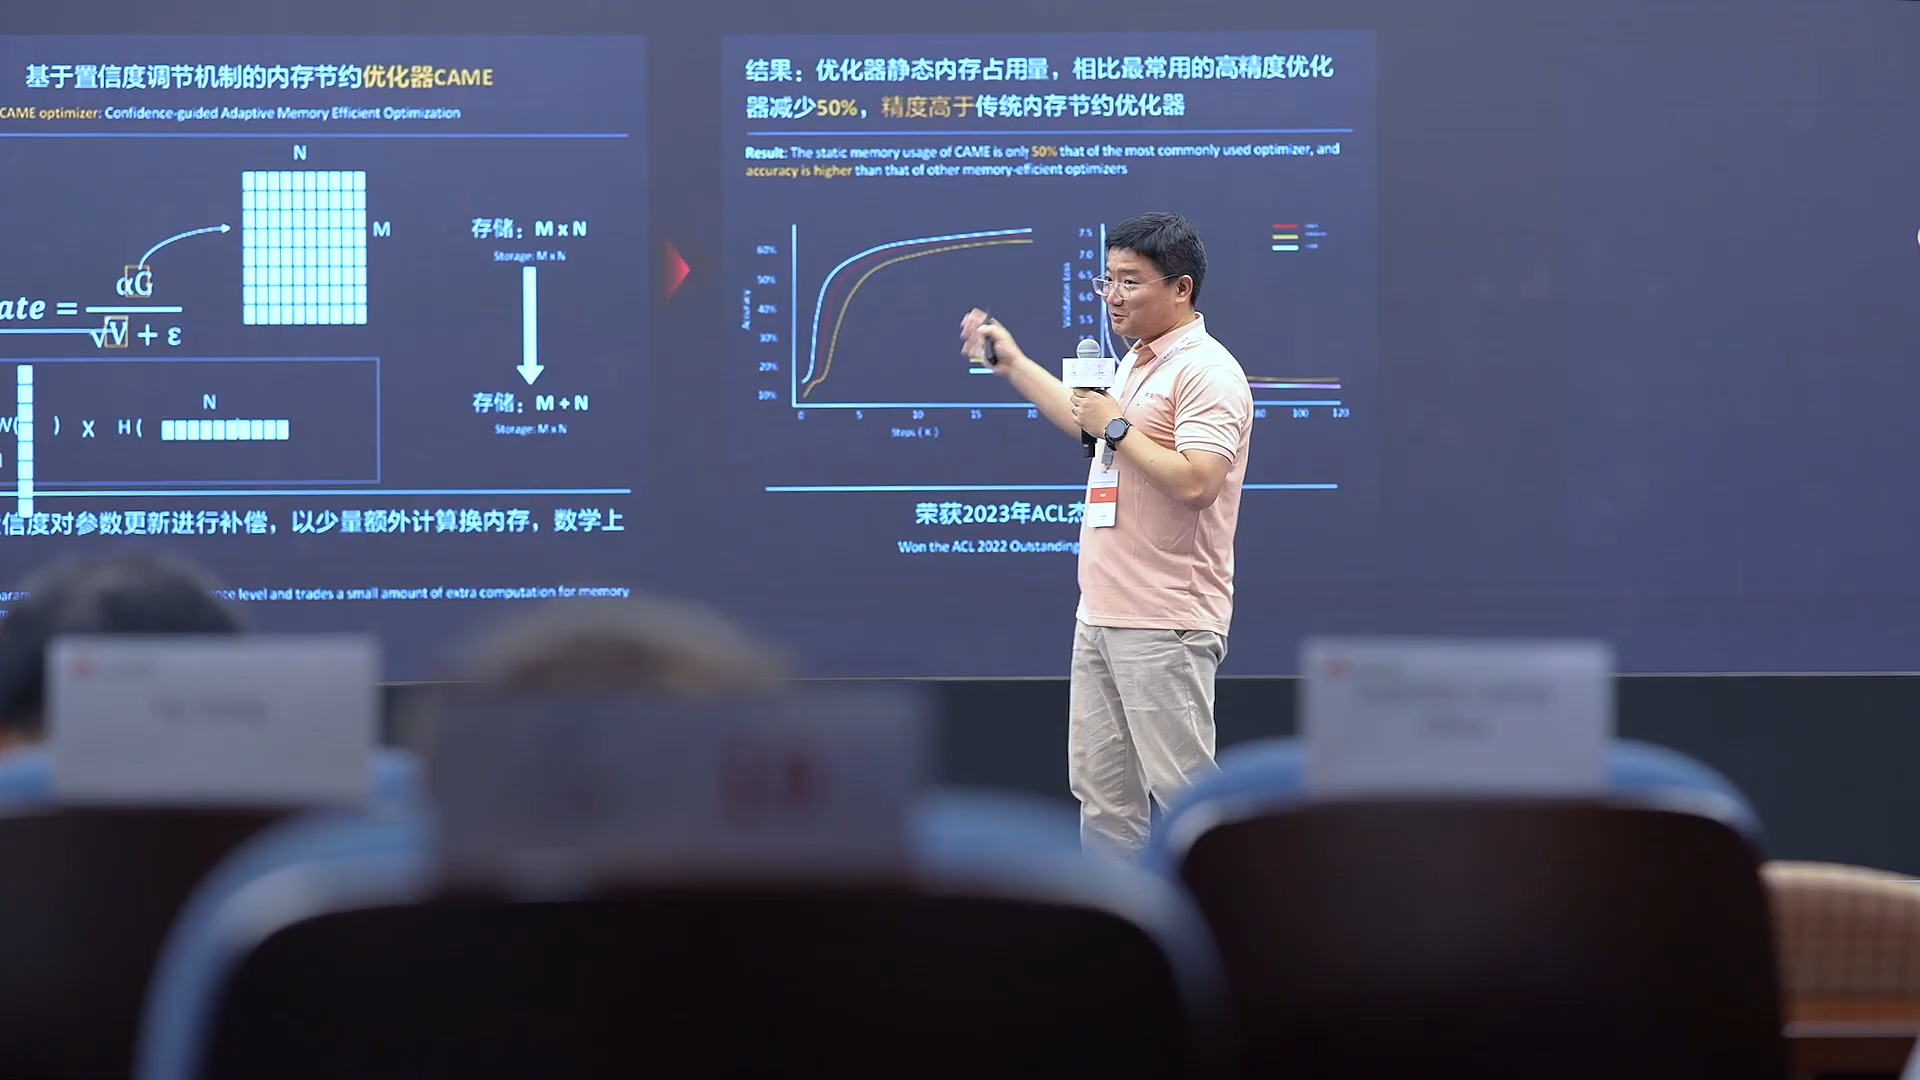 基于置信度调节机制的内存节约优化器CAME
CAME optimizer: Confidence-guided Adaptive Memory Efficient Optimization
N
M
αG
ate =
√V + ε
存储：M x N
Storage: M x N
存储：M + N
Storage: M x N
W( ) X H(
N
信度对参数更新进行补偿，以少量额外计算换内存，数学上
level and trades a small amount of extra computation for memory
结果：优化器静态内存占用量，相比最常用的高精度优化
器减少50%，精度高于传统内存节约优化器
Result: The static memory usage of CAME is only 50% that of the most commonly used optimizer, and
accuracy is higher than that of other memory-efficient optimizers
60%
50%
40%
30%
20%
10%
Accuracy
0 5 10 15 20
Steps ( K )
7.5
7.0
6.5
6.0
5.5
Validation Loss
80 100 120
荣获2023年ACL杰
Won the ACL 2022 Outstanding